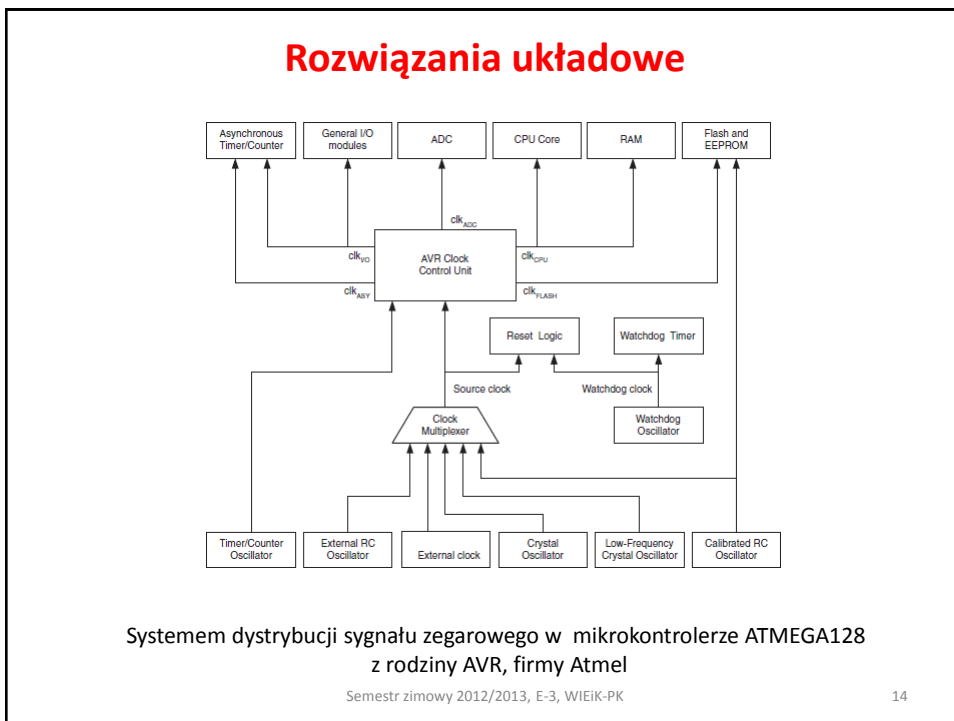 Rozwiązania układowe
Asynchronous
Timer/Counter
General I/O
modules
ADC
CPU Core
RAM
Flash and
EEPROM
clkADC
clkI/O
AVR Clock
Control Unit
clkCPU
clkASY
clkFLASH
Reset Logic
Watchdog Timer
Source clock
Watchdog clock
Clock
Multiplexer
Watchdog
Oscillator
Timer/Counter
Oscillator
External RC
Oscillator
External clock
Crystal
Oscillator
Low-Frequency
Crystal Oscillator
Calibrated RC
Oscillator
Systemem dystrybucji sygnału zegarowego w mikrokontrolerze ATMEGA128
z rodziny AVR, firmy Atmel
Semestr zimowy 2012/2013, E-3, WIEiK-PK
14